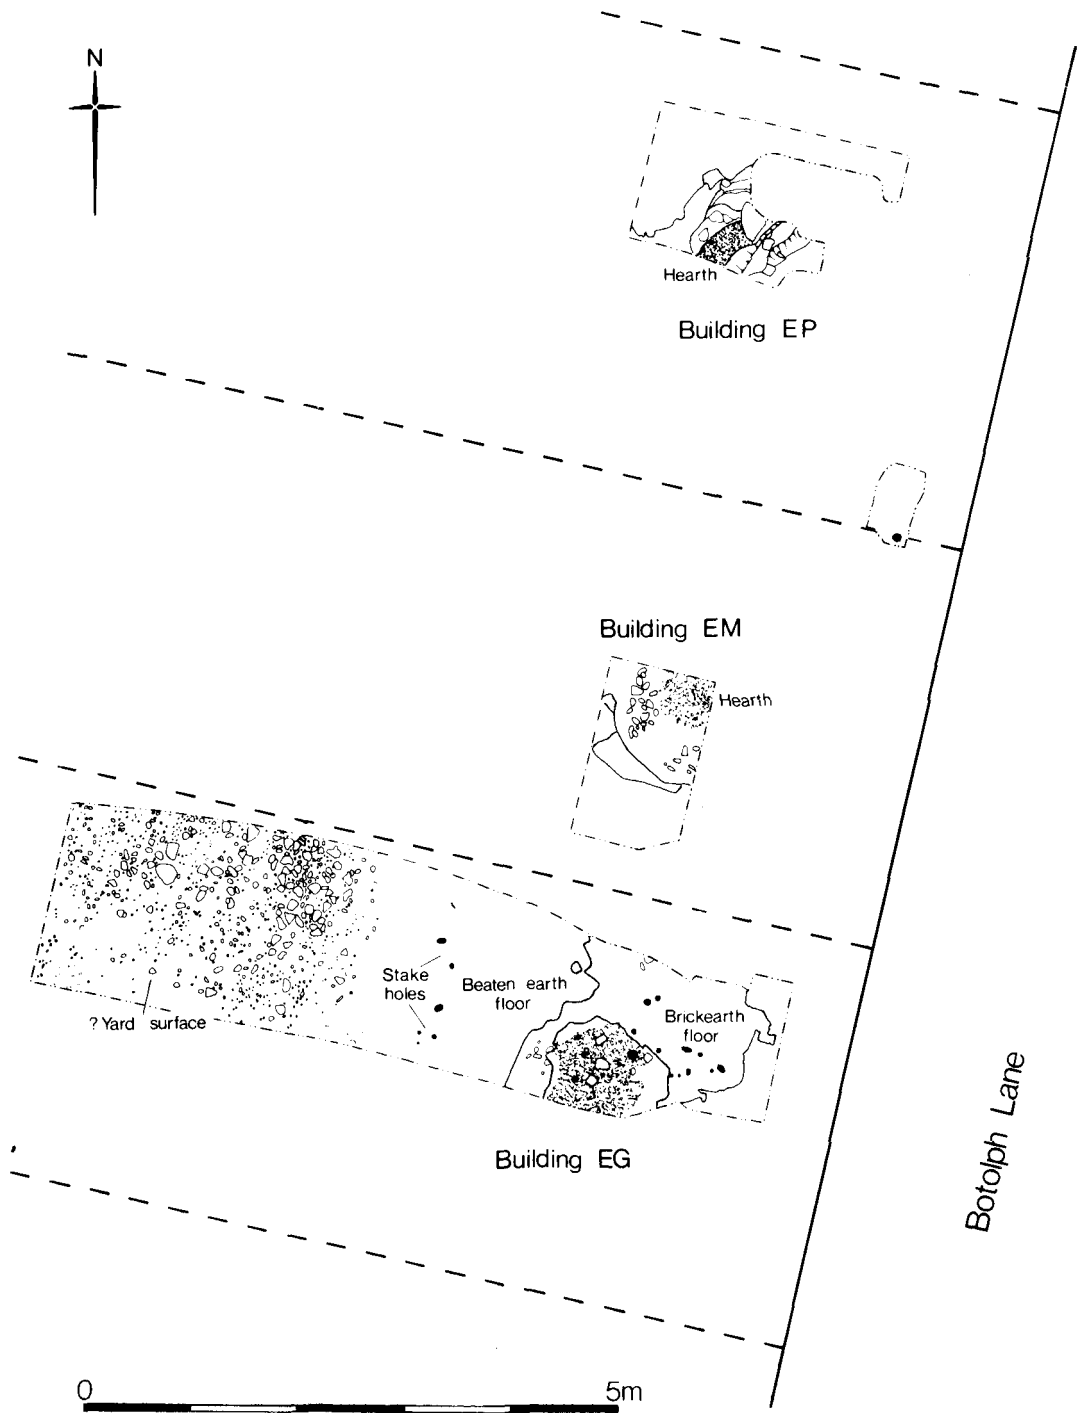 N
Hearth
Building EP
Building EM
Hearth
Stake
holes
Beaten earth
floor
Brickearth
floor
? Yard surface
Building EG
Botolph Lane
0
5m